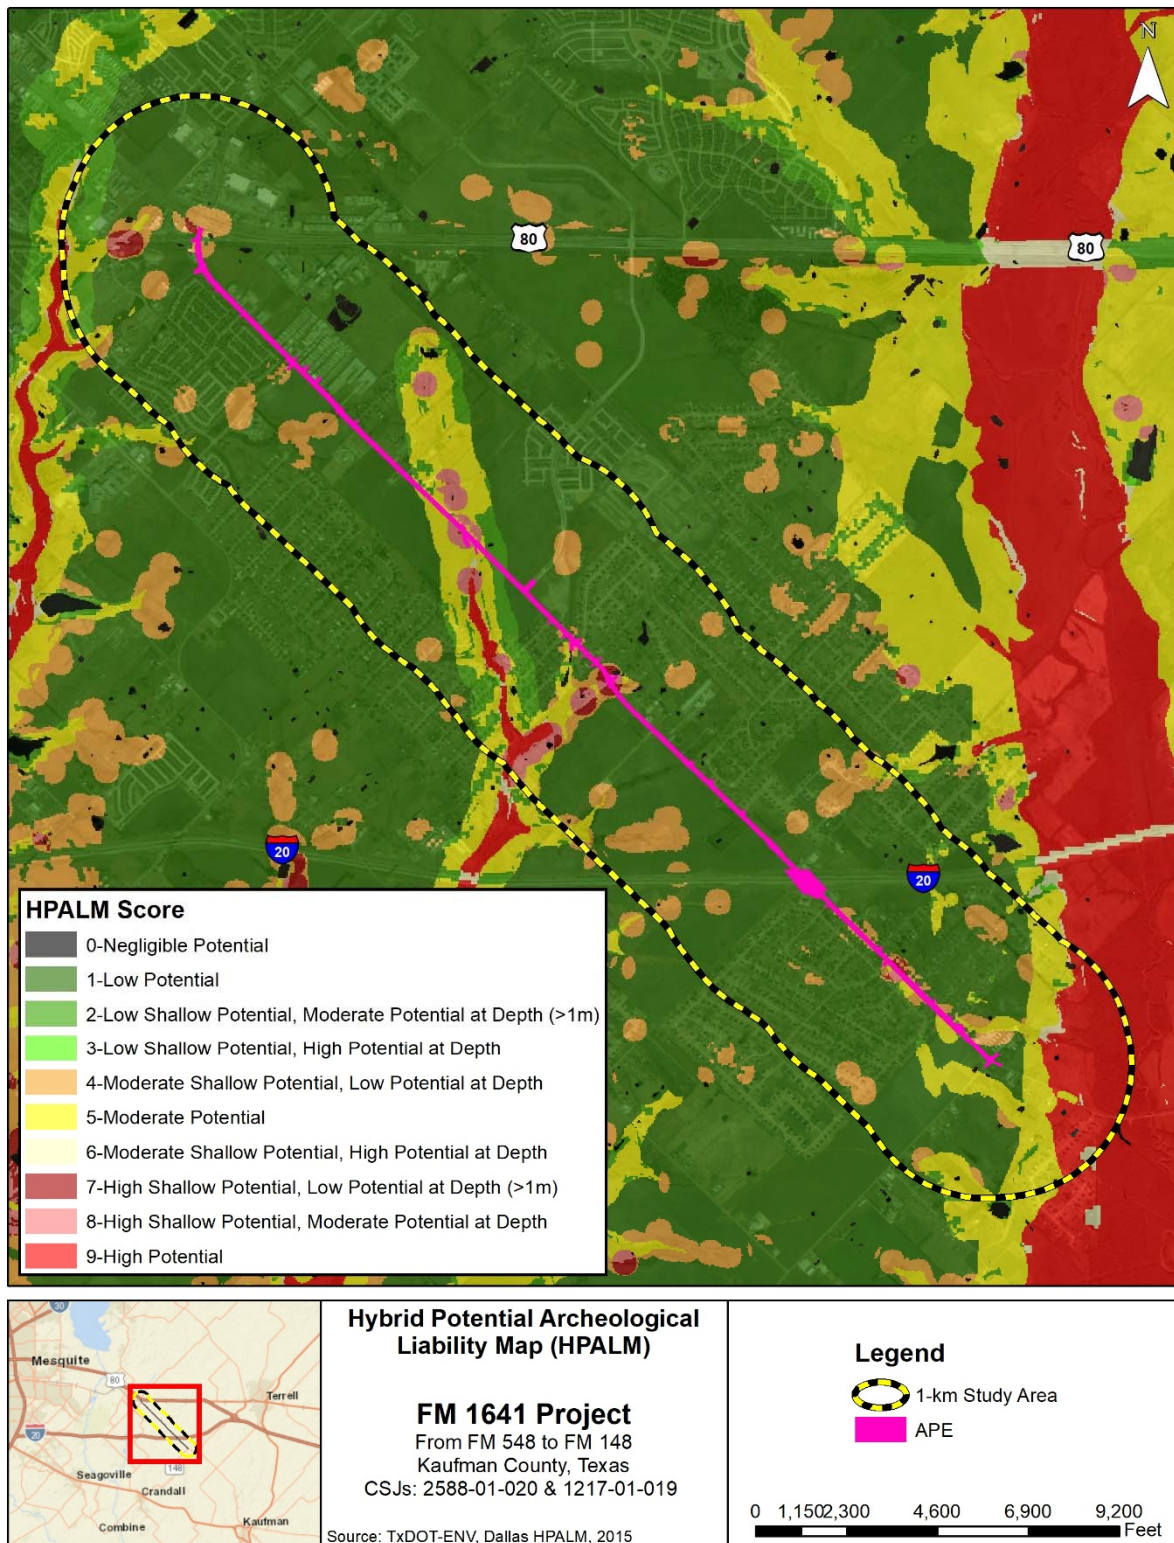 N
80
80
20
20
HPALM Score
0-Negligible Potential
1-Low Potential
2-Low Shallow Potential, Moderate Potential at Depth (>1m)
3-Low Shallow Potential, High Potential at Depth
4-Moderate Shallow Potential, Low Potential at Depth
5-Moderate Potential
6-Moderate Shallow Potential, High Potential at Depth
7-High Shallow Potential, Low Potential at Depth (>1m)
8-High Shallow Potential, Moderate Potential at Depth
9-High Potential
30
Mesquite
80
Terrell
20
148
Seagoville
Crandall
Combine
Kaufman
Hybrid Potential Archeological
Liability Map (HPALM)
FM 1641 Project
From FM 548 to FM 148
Kaufman County, Texas
CSJs: 2588-01-020 & 1217-01-019
Source: TxDOT-ENV, Dallas HPALM, 2015
Legend
1-km Study Area
APE
0 1,150 2,300 4,600 6,900 9,200
Feet